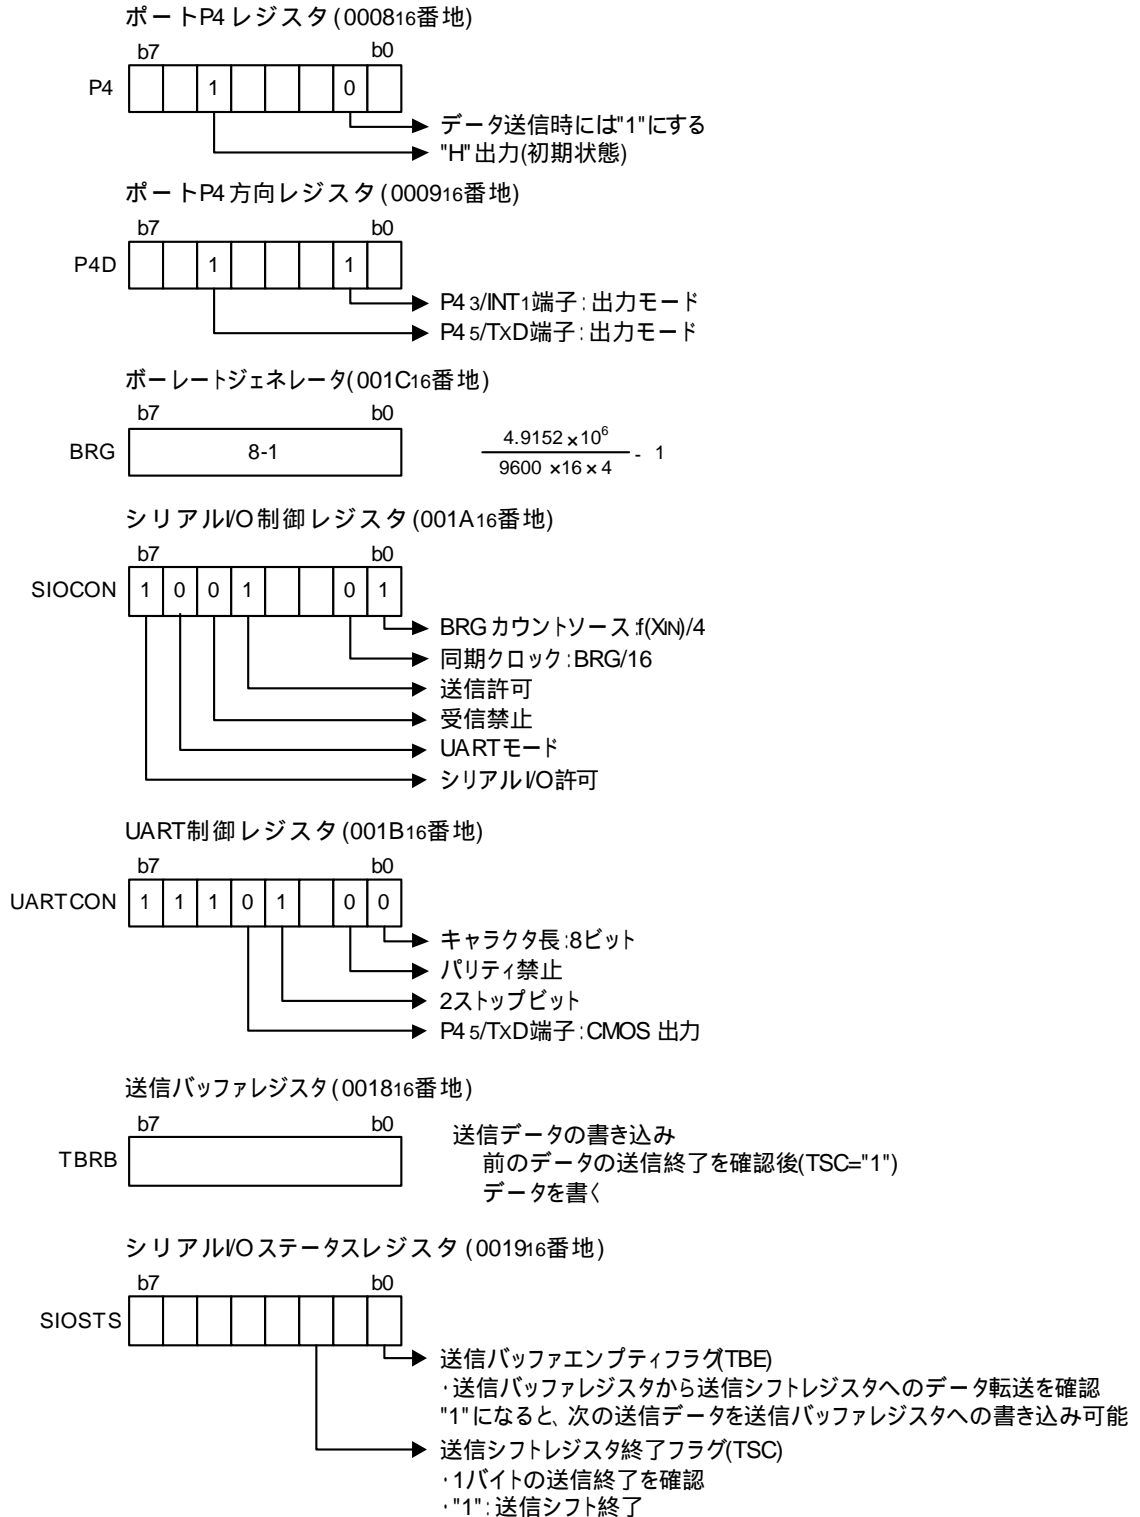 ポートP4レジスタ(000816番地)
b7 b0
P4 1 0
データ送信時には"1"にする
"H"出力(初期状態)
ポートP4方向レジスタ(000916番地)
b7 b0
P4D 1 1
P43/INT1端子:出力モード
P45/TXD端子:出力モード
ボーレートジェネレータ(001C16番地)
b7 b0
BRG 8-1
4.9152×10^6
9600×16×4 - 1
シリアルI/O制御レジスタ(001A16番地)
b7 b0
SIOCON 1 0 0 1 0 1
BRGカウントソース:f(XIN)/4
同期クロック:BRG/16
送信許可
受信禁止
UARTモード
シリアルI/O許可
UART制御レジスタ(001B16番地)
b7 b0
UARTCON 1 1 1 0 1 0 0
キャラクタ長:8ビット
パリティ禁止
2ストップビット
P45/TXD端子:CMOS出力
送信バッファレジスタ(001816番地)
b7 b0
TBRB
送信データの書き込み
前のデータの送信終了を確認後(TSC="1")
データを書く
シリアルI/Oステータスレジスタ(001916番地)
b7 b0
SIOSTS
送信バッファエンプティフラグ(TBE)
・送信バッファレジスタから送信シフトレジスタへのデータ転送を確認
"1"になると、次の送信データを送信バッファレジスタへの書き込み可能
送信シフトレジスタ終了フラグ(TSC)
・1バイトの送信終了を確認
・"1":送信シフト終了